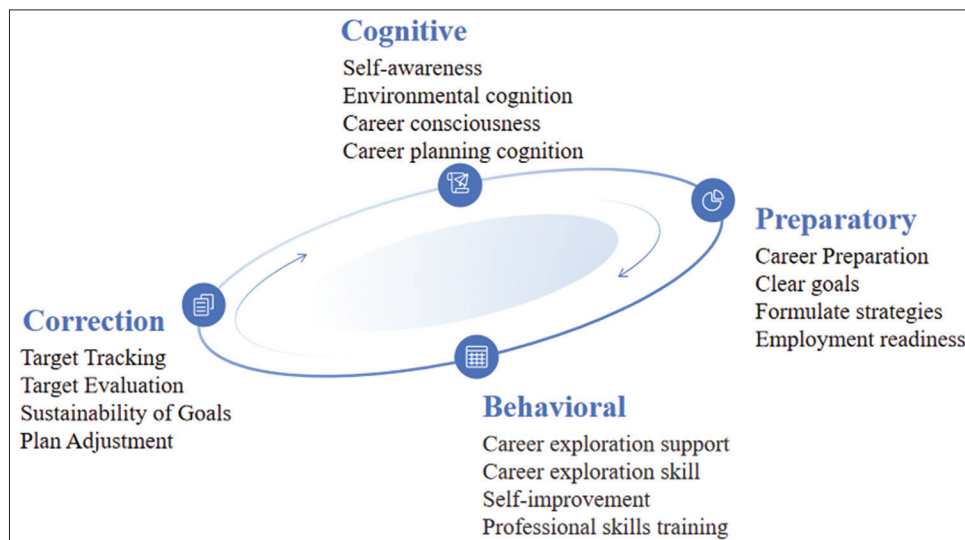 Cognitive
Self-awareness
Environmental cognition
Career consciousness
Career planning cognition
Preparatory
Career Preparation
Clear goals
Formulate strategies
Employment readiness
Correction
Target Tracking
Target Evaluation
Sustainability of Goals
Plan Adjustment
Behavioral
Career exploration support
Career exploration skill
Self-improvement
Professional skills training